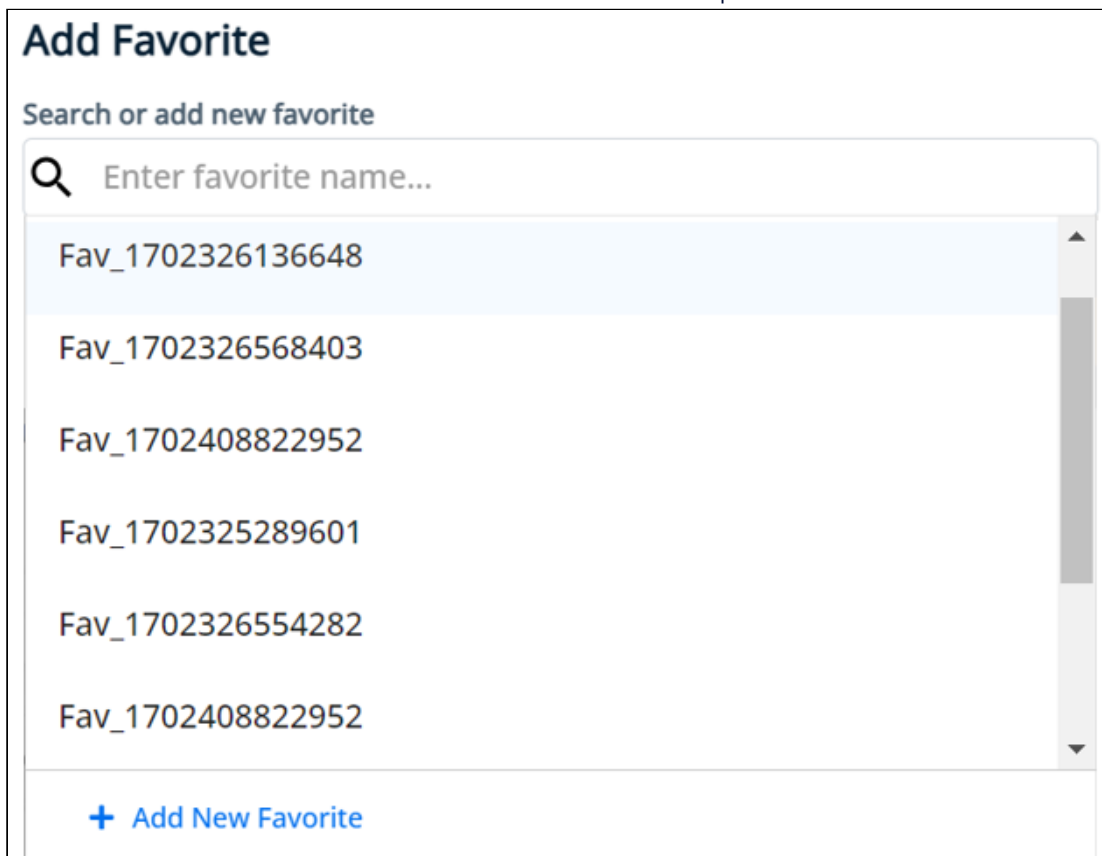 Add Favorite
Search or add new favorite
Enter favorite name...
Fav_1702326136648
Fav_1702326568403
Fav_1702408822952
Fav_1702325289601
Fav_1702326554282
Fav_1702408822952
+ Add New Favorite